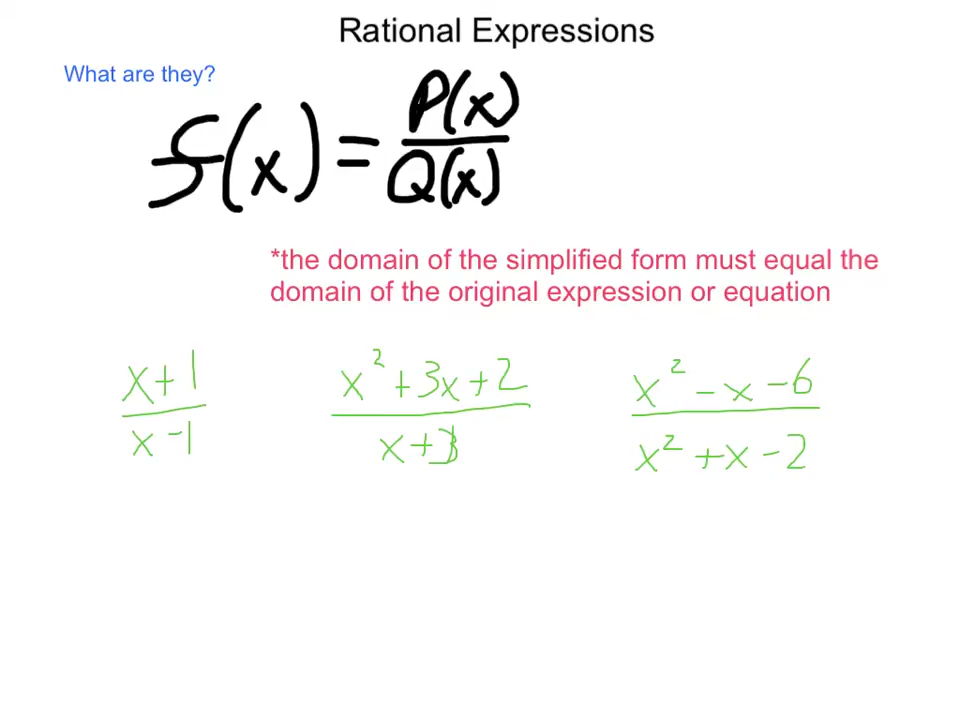 Rational Expressions
What are they?
f(x) = P(x)/Q(x)
*the domain of the simplified form must equal the
domain of the original expression or equation
x+1 x²+3x+2 x²-x-6
x-1 x+ x²+x-2